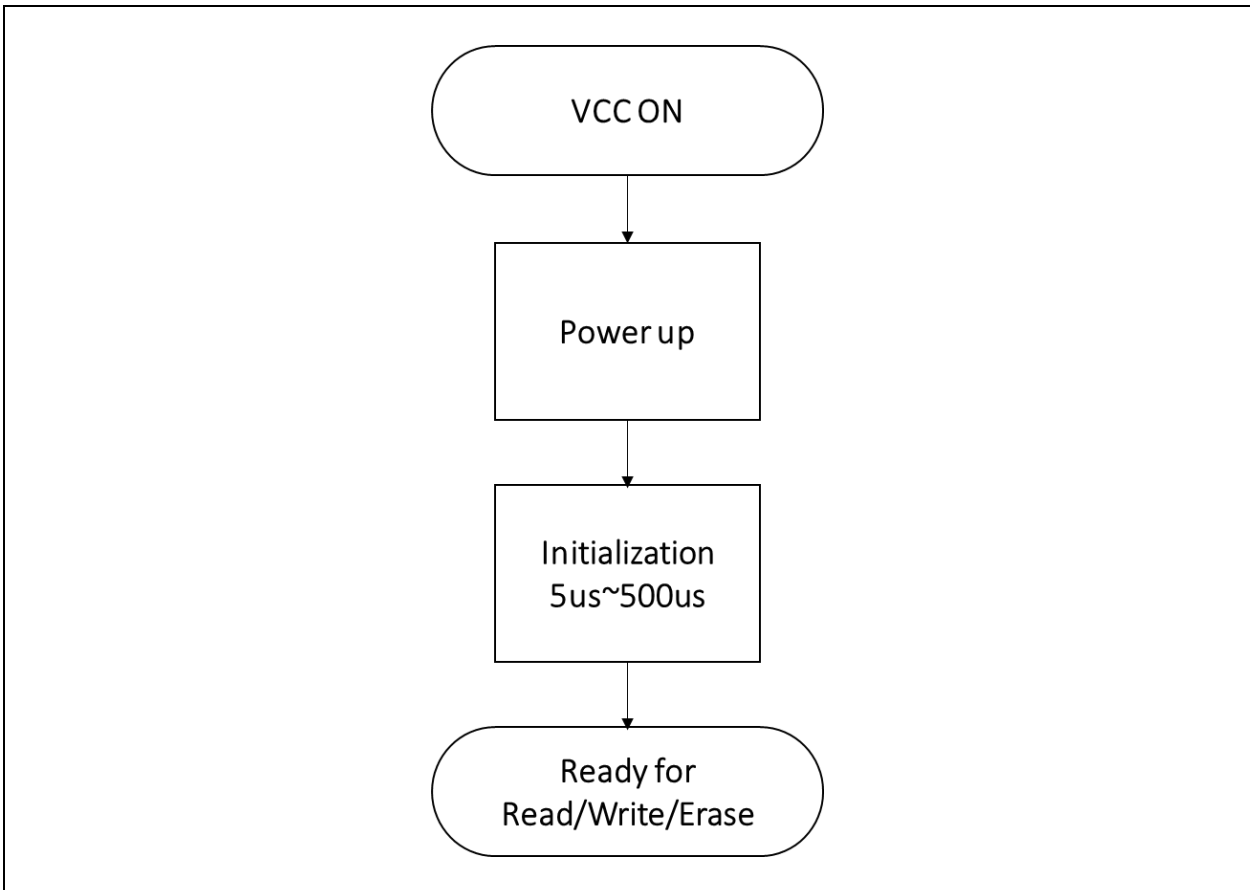 VCC ON
Power up
Initialization
5us~500us
Ready for
Read/Write/Erase